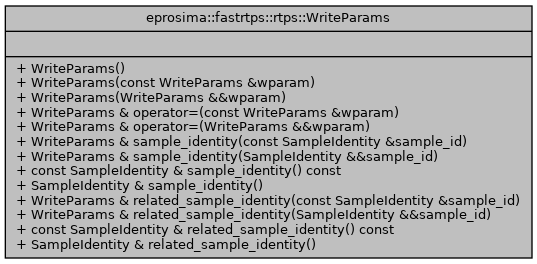 eprosima::fastrtps::rtps::WriteParams
+ WriteParams()
+ WriteParams(const WriteParams &wparam)
+ WriteParams(WriteParams &&wparam)
+ WriteParams & operator=(const WriteParams &wparam)
+ WriteParams & operator=(WriteParams &&wparam)
+ WriteParams & sample_identity(const SampleIdentity &sample_id)
+ WriteParams & sample_identity(SampleIdentity &&sample_id)
+ const SampleIdentity & sample_identity() const
+ SampleIdentity & sample_identity()
+ WriteParams & related_sample_identity(const SampleIdentity &sample_id)
+ WriteParams & related_sample_identity(SampleIdentity &&sample_id)
+ const SampleIdentity & related_sample_identity() const
+ SampleIdentity & related_sample_identity()